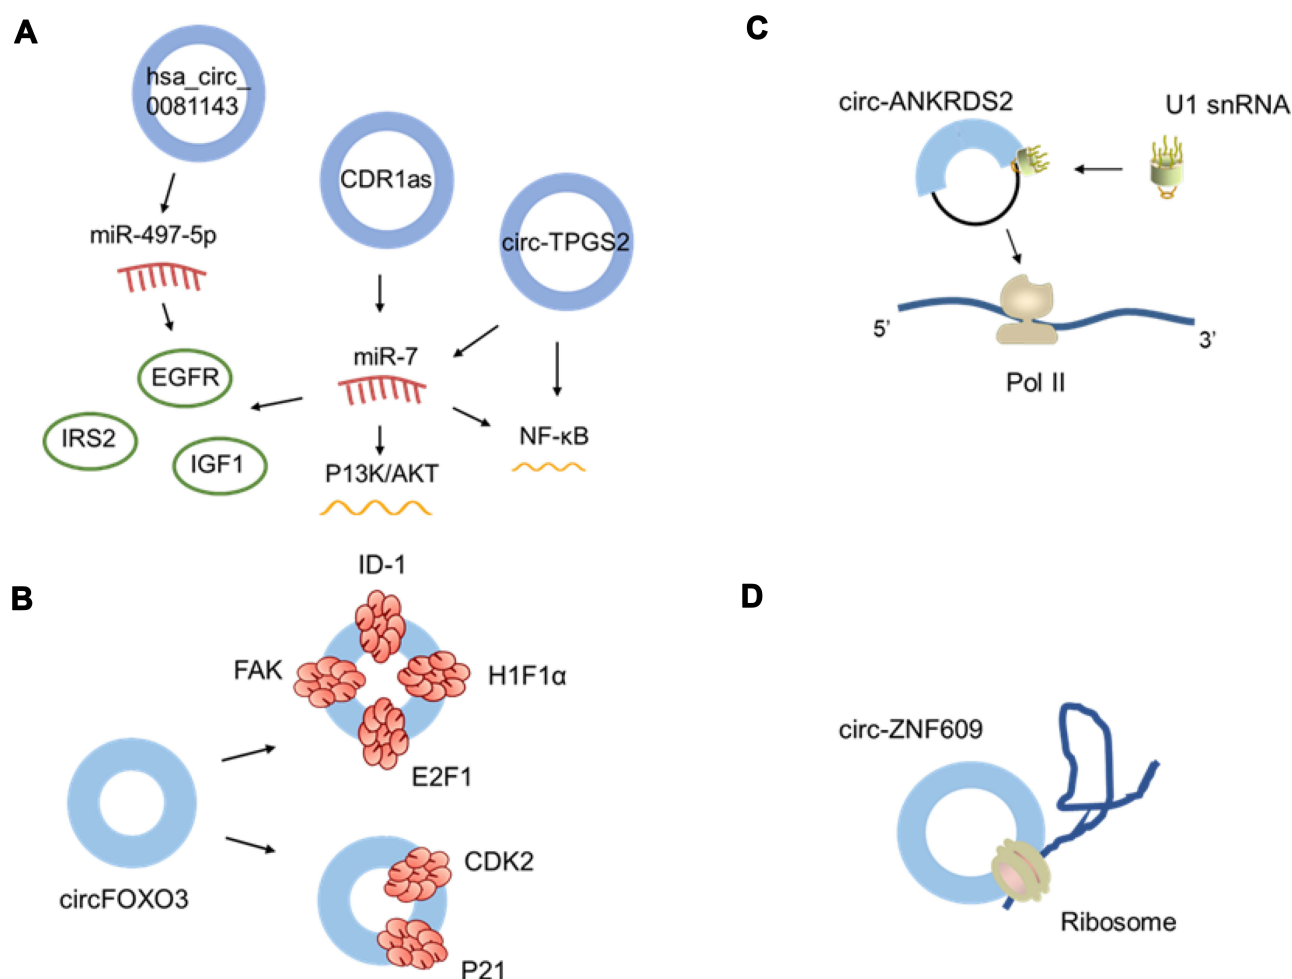 A
hsa_circ_
0081143
CDR1as
circ-TPGS2
miR-497-5p
miR-7
EGFR
IRS2
IGF1
P13K/AKT
NF-κB
B
ID-1
FAK
H1F1α
E2F1
circFOXO3
CDK2
P21
C
circ-ANKRDS2
U1 snRNA
5’
3’
Pol II
D
circ-ZNF609
Ribosome